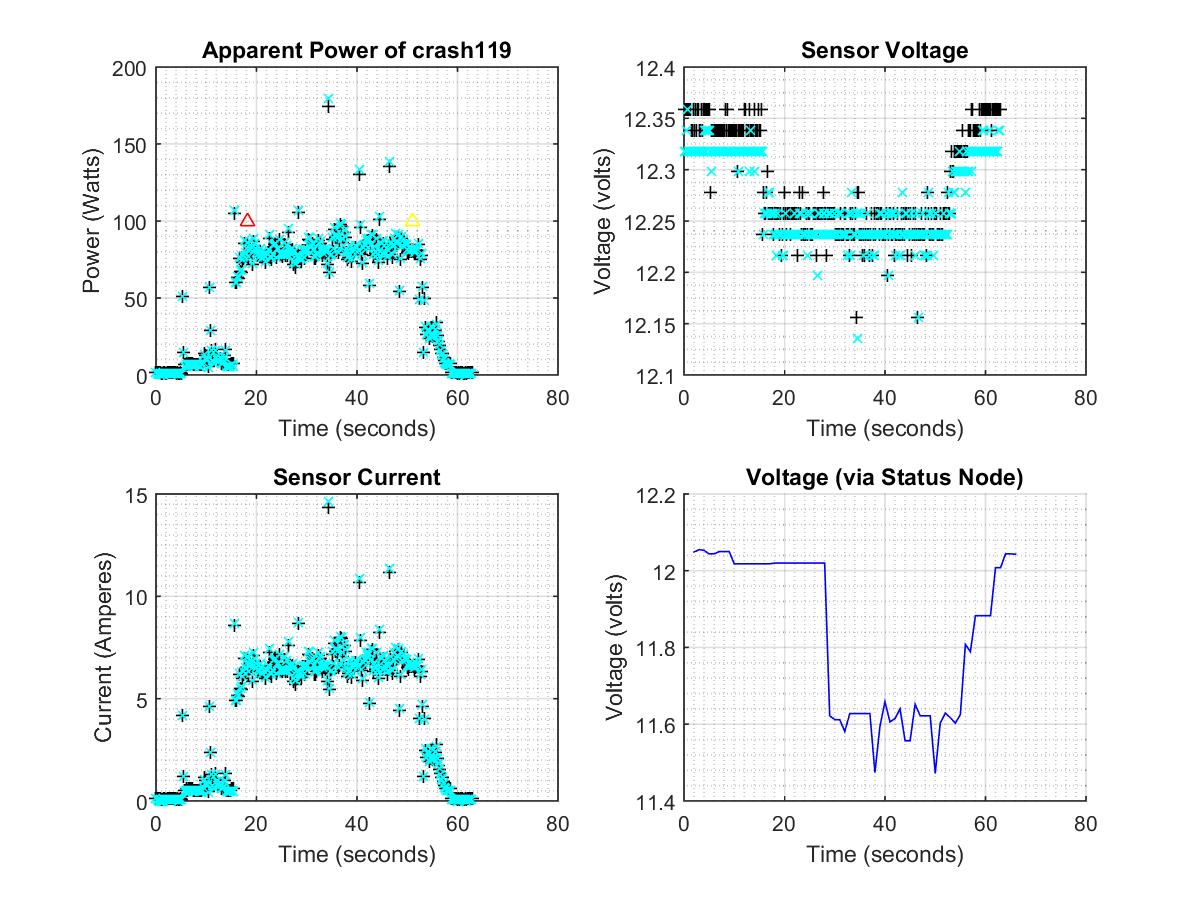 Apparent Power of crash119
200
150
100
50
0
0 20 40 60 80
Power (Watts)
Time (seconds)
Sensor Voltage
12.4
12.35
12.3
12.25
12.2
12.15
12.1
0 20 40 60 80
Voltage (volts)
Time (seconds)
Sensor Current
15
10
5
0
0 20 40 60 80
Current (Amperes)
Time (seconds)
Voltage (via Status Node)
12.2
12
11.8
11.6
11.4
0 20 40 60 80
Voltage (volts)
Time (seconds)